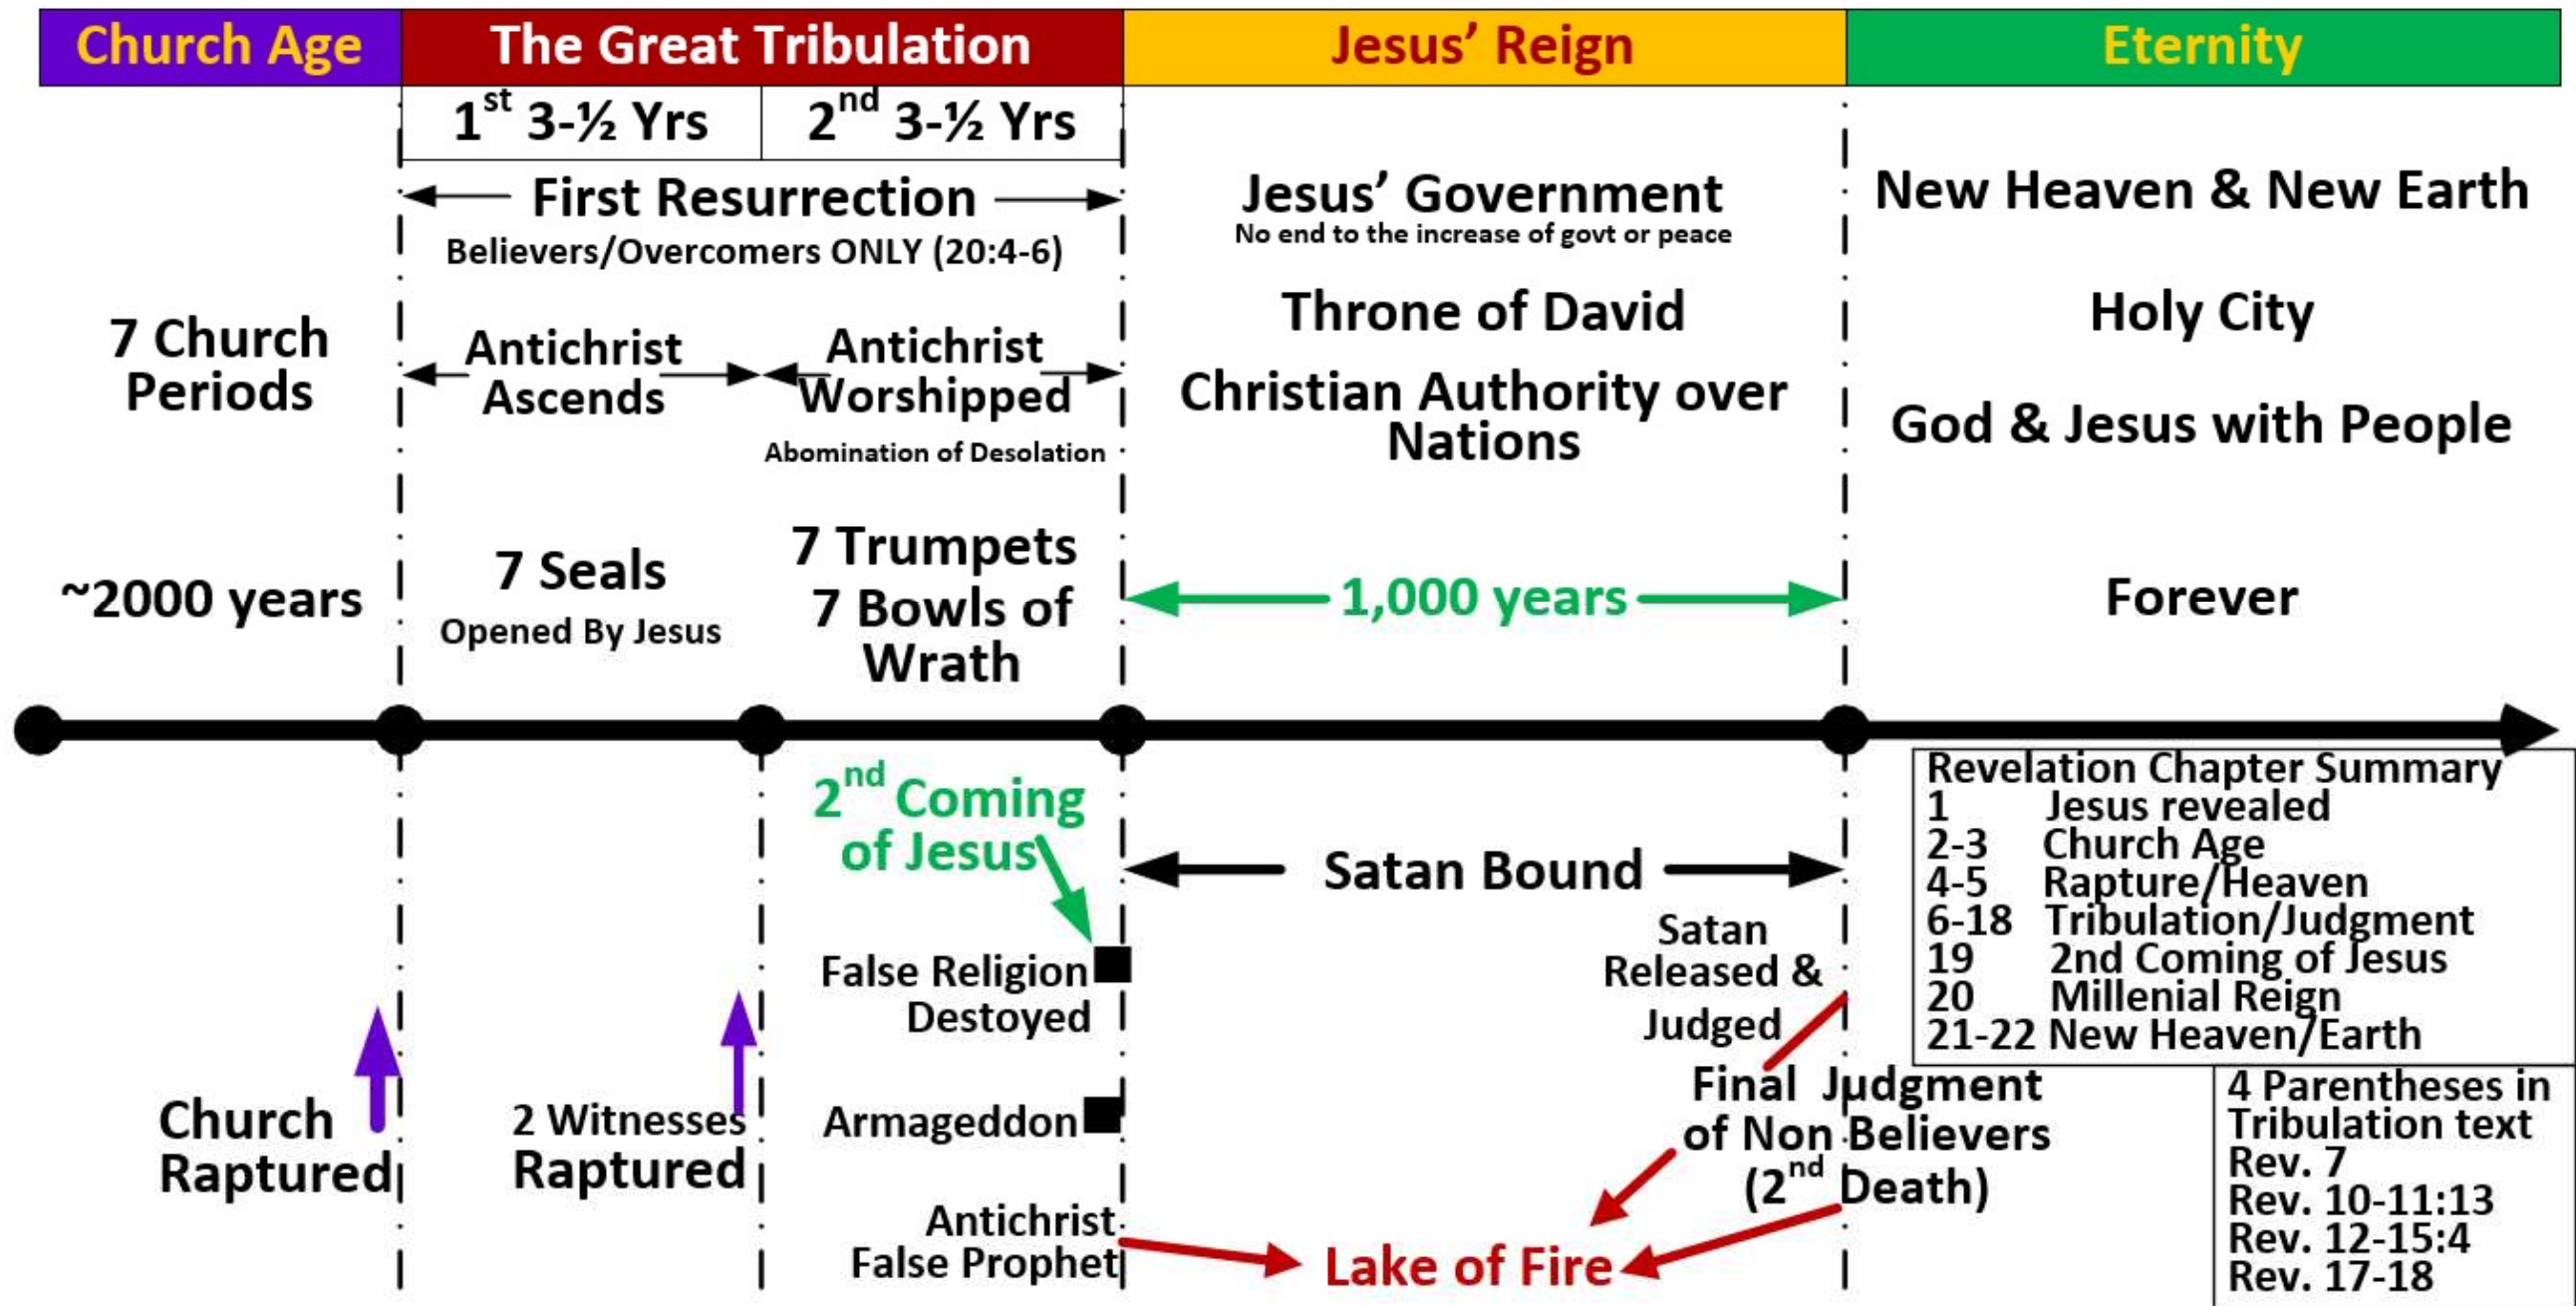 Church Age
The Great Tribulation
Jesus’ Reign
Eternity
1st 3-½ Yrs
2nd 3-½ Yrs
First Resurrection
Believers/Overcomers ONLY (20:4-6)
7 Church
Periods
Antichrist
Ascends
Antichrist
Worshipped
Abomination of Desolation
Jesus’ Government
No end to the increase of govt or peace
Throne of David
Christian Authority over
Nations
New Heaven & New Earth
Holy City
God & Jesus with People
~2000 years
7 Seals
Opened By Jesus
7 Trumpets
7 Bowls of
Wrath
1,000 years
Forever
2nd Coming
of Jesus
False Religion
Destoyed
Armageddon
Antichrist
False Prophet
Church
Raptured
2 Witnesses
Raptured
Satan Bound
Satan
Released &
Judged
Final Judgment
of Non Believers
(2nd Death)
Lake of Fire
Revelation Chapter Summary
1 Jesus revealed
2-3 Church Age
4-5 Rapture/Heaven
6-18 Tribulation/Judgment
19 2nd Coming of Jesus
20 Millenial Reign
21-22 New Heaven/Earth
4 Parentheses in
Tribulation text
Rev. 7
Rev. 10-11:13
Rev. 12-15:4
Rev. 17-18